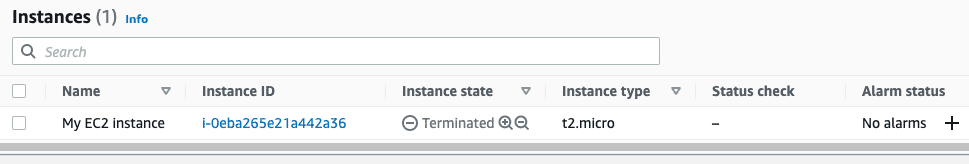 Instances (1) Info
Search
Name Instance ID Instance state Instance type Status check Alarm status
My EC2 instance i-0eba265e21a442a36 Terminated t2.micro – No alarms +